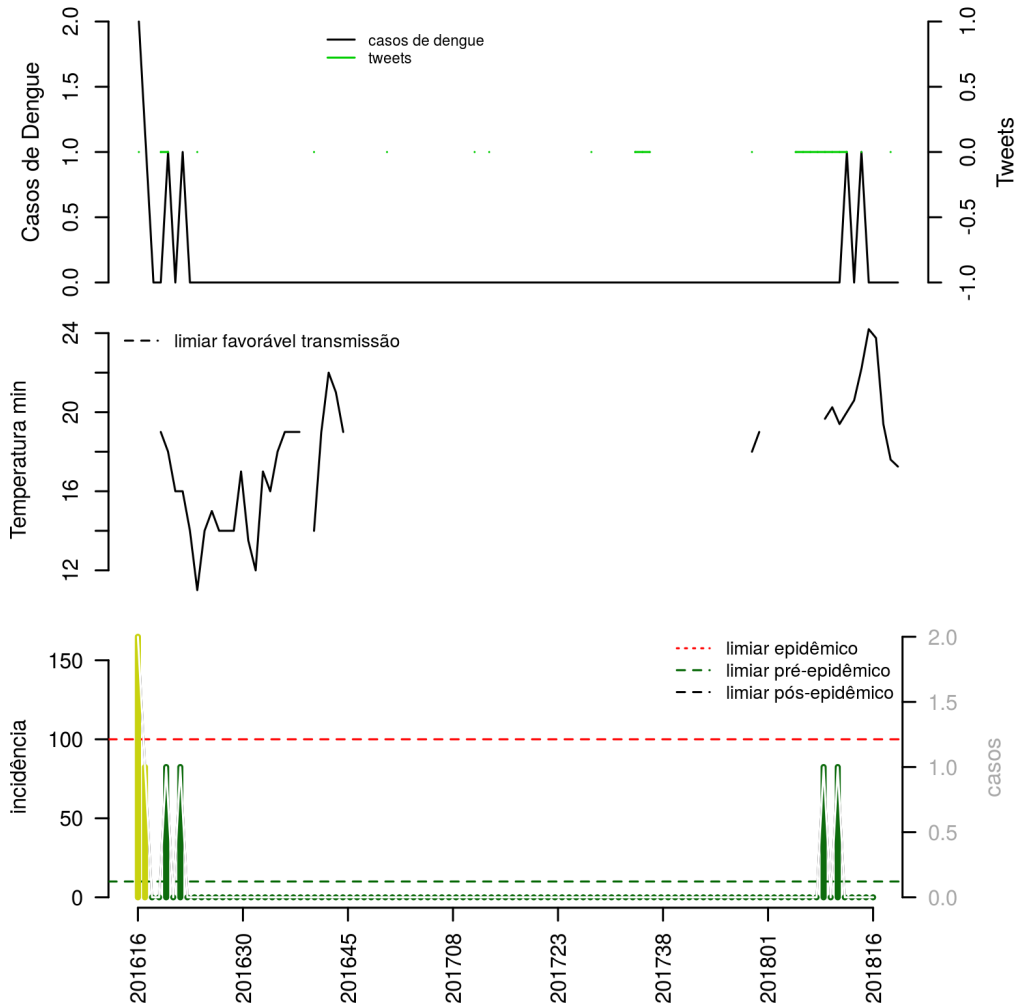 casos de dengue
tweets
Casos de Dengue
0.0 0.5 1.0 1.5 2.0
Tweets
-1.0 -0.5 0.0 0.5 1.0
limiar favorável transmissão
Temperatura min
12 16 20 24
limiar epidêmico
limiar pré-epidêmico
limiar pós-epidêmico
incidência
150
100
50
0
casos
2.0
1.5
1.0
0.5
0.0
201616 201630 201645 201708 201723 201738 201801 201816